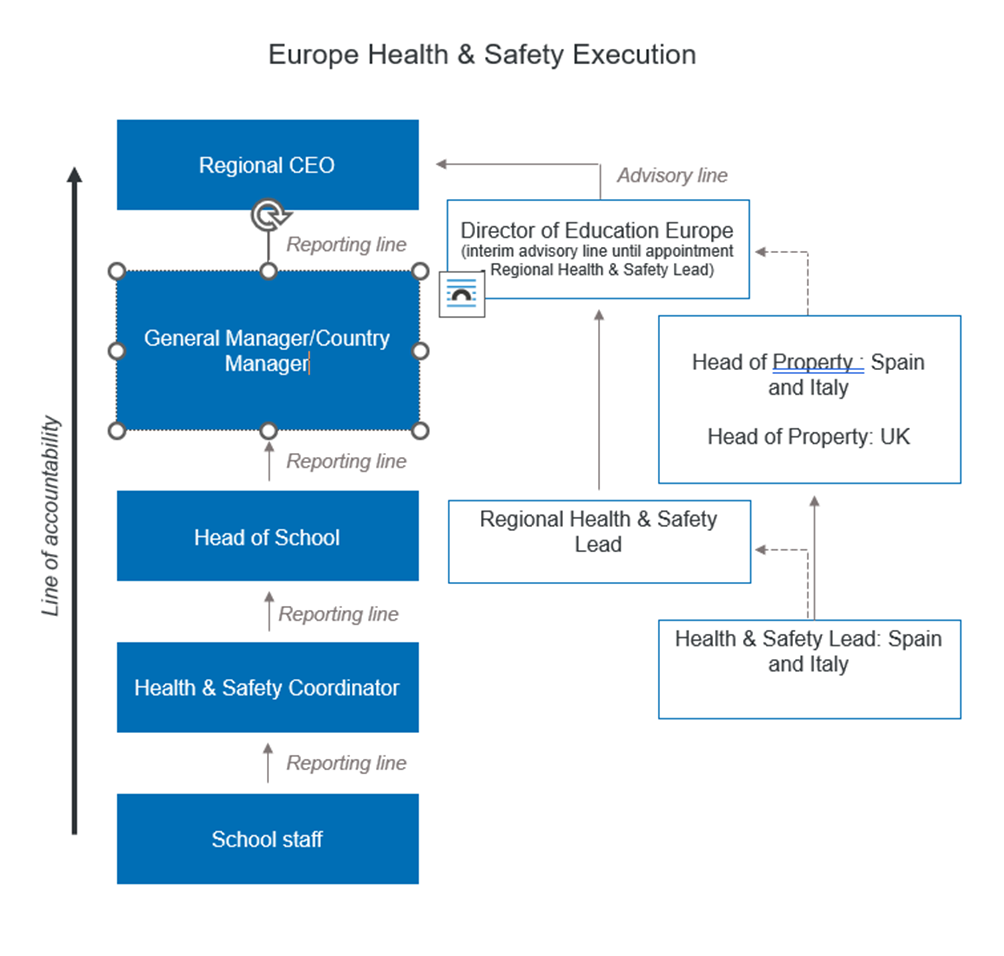 Europe Health & Safety Execution
Regional CEO
Advisory line
Reporting line
Director of Education Europe
(interim advisory line until appointment
- Regional Health & Safety Lead)
General Manager/Country
Manager
Head of Property : Spain
and Italy
Head of Property: UK
Line of accountability
Reporting line
Head of School
Regional Health & Safety
Lead
Reporting line
Health & Safety Coordinator
Health & Safety Lead: Spain
and Italy
Reporting line
School staff